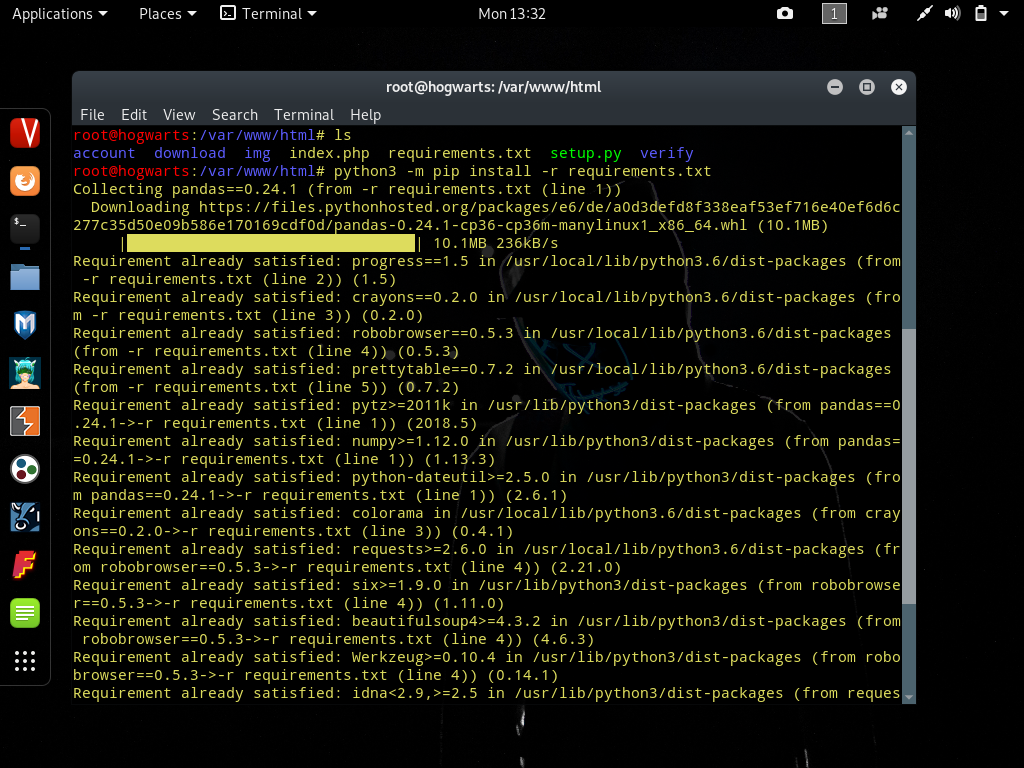 Applications Places Terminal Mon 13:32 1
root@hogwarts: /var/www/html
File Edit View Search Terminal Help
root@hogwarts:/var/www/html# ls
account  download  img  index.php  requirements.txt  setup.py  verify
root@hogwarts:/var/www/html# python3 -m pip install -r requirements.txt
Collecting pandas==0.24.1 (from -r requirements.txt (line 1))
  Downloading https://files.pythonhosted.org/packages/e6/de/a0d3defd8f338eaf53ef716e40ef6d6c
277c35d50e09b586e170169cdf0d/pandas-0.24.1-cp36-cp36m-manylinux1_x86_64.whl (10.1MB)
| | 10.1MB 236kB/s
Requirement already satisfied: progress==1.5 in /usr/local/lib/python3.6/dist-packages (from
 -r requirements.txt (line 2)) (1.5)
Requirement already satisfied: crayons==0.2.0 in /usr/local/lib/python3.6/dist-packages (fro
m -r requirements.txt (line 3)) (0.2.0)
Requirement already satisfied: robobrowser==0.5.3 in /usr/local/lib/python3.6/dist-packages
(from -r requirements.txt (line 4)) (0.5.3)
Requirement already satisfied: prettytable==0.7.2 in /usr/local/lib/python3.6/dist-packages
(from -r requirements.txt (line 5)) (0.7.2)
Requirement already satisfied: pytz>=2011k in /usr/lib/python3/dist-packages (from pandas==0
.24.1->-r requirements.txt (line 1)) (2018.5)
Requirement already satisfied: numpy>=1.12.0 in /usr/lib/python3/dist-packages (from pandas=
=0.24.1->-r requirements.txt (line 1)) (1.13.3)
Requirement already satisfied: python-dateutil>=2.5.0 in /usr/lib/python3/dist-packages (fro
m pandas==0.24.1->-r requirements.txt (line 1)) (2.6.1)
Requirement already satisfied: colorama in /usr/local/lib/python3.6/dist-packages (from cray
ons==0.2.0->-r requirements.txt (line 3)) (0.4.1)
Requirement already satisfied: requests>=2.6.0 in /usr/local/lib/python3.6/dist-packages (fr
om robobrowser==0.5.3->-r requirements.txt (line 4)) (2.21.0)
Requirement already satisfied: six>=1.9.0 in /usr/lib/python3/dist-packages (from robobrowse
r==0.5.3->-r requirements.txt (line 4)) (1.11.0)
Requirement already satisfied: beautifulsoup4>=4.3.2 in /usr/lib/python3/dist-packages (from
 robobrowser==0.5.3->-r requirements.txt (line 4)) (4.6.3)
Requirement already satisfied: Werkzeug>=0.10.4 in /usr/lib/python3/dist-packages (from robo
browser==0.5.3->-r requirements.txt (line 4)) (0.14.1)
Requirement already satisfied: idna<2.9,>=2.5 in /usr/lib/python3/dist-packages (from reques